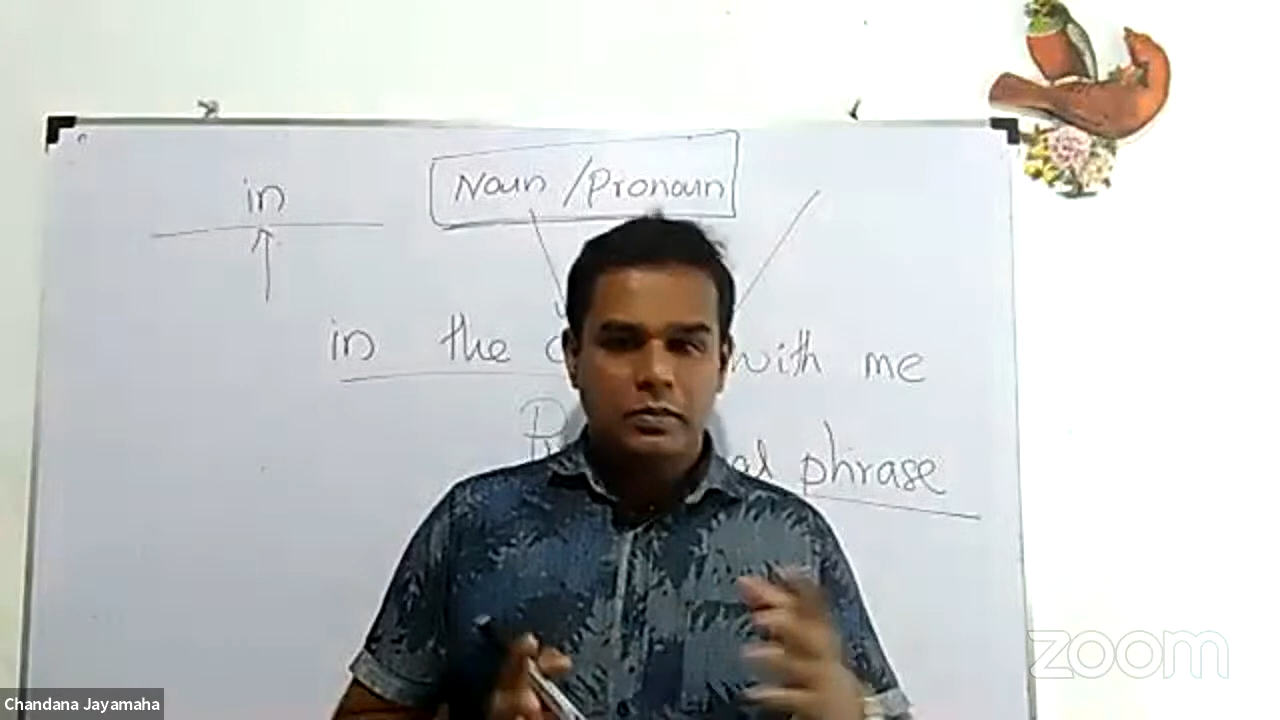 in
Noun / Pronoun
in the with me
phrase
zoom
Chandana Jayamaha